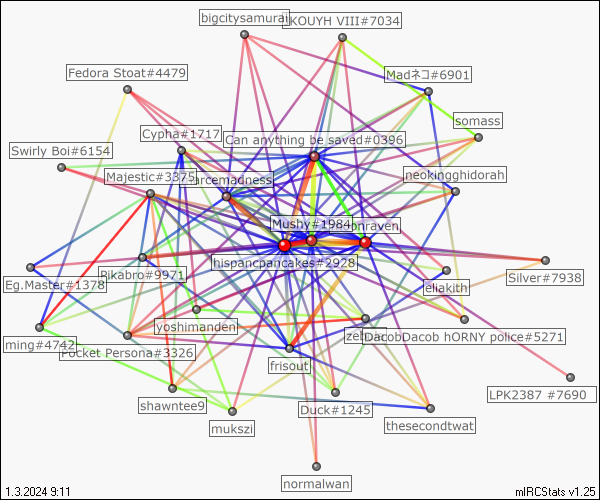 bigcitysamurai
KOUYH VIII#7034
Fedora Stoat#4479
Madネコ#6901
somass
Cypha#1717
Can anything be saved#0396
Swirly Boi#6154
Majestic#3375
arcemadness
neokingghidorah
Mushy#1984
onraven
hispancpancakes#2928
Eg.Master#1378
Rikabro#9971
eliakith
Silver#7938
yoshimanden
DacobDacob hORNY police#5271
ming#4742
Pocket Persona#3326
frisout
LPK2387 #7690
shawntee9
Duck#1245
mukszi
thesecondtwat
normalwan
1.3.2024 9:11
mIRCStats v1.25